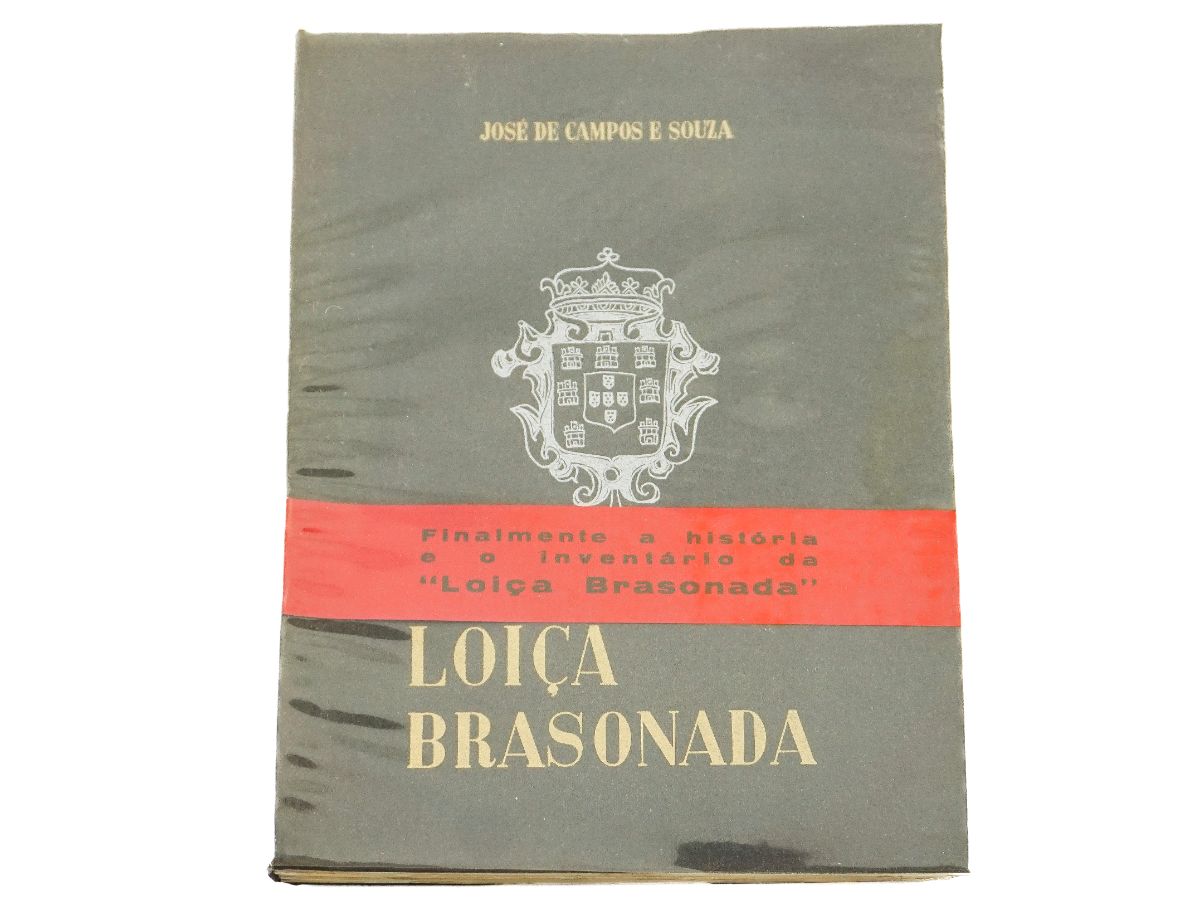 JOSÉ DE CAMPOS E SOUZA
Finalmente a história
e o inventário da
“Loiça Brasonada”
LOIÇA
BRASONADA